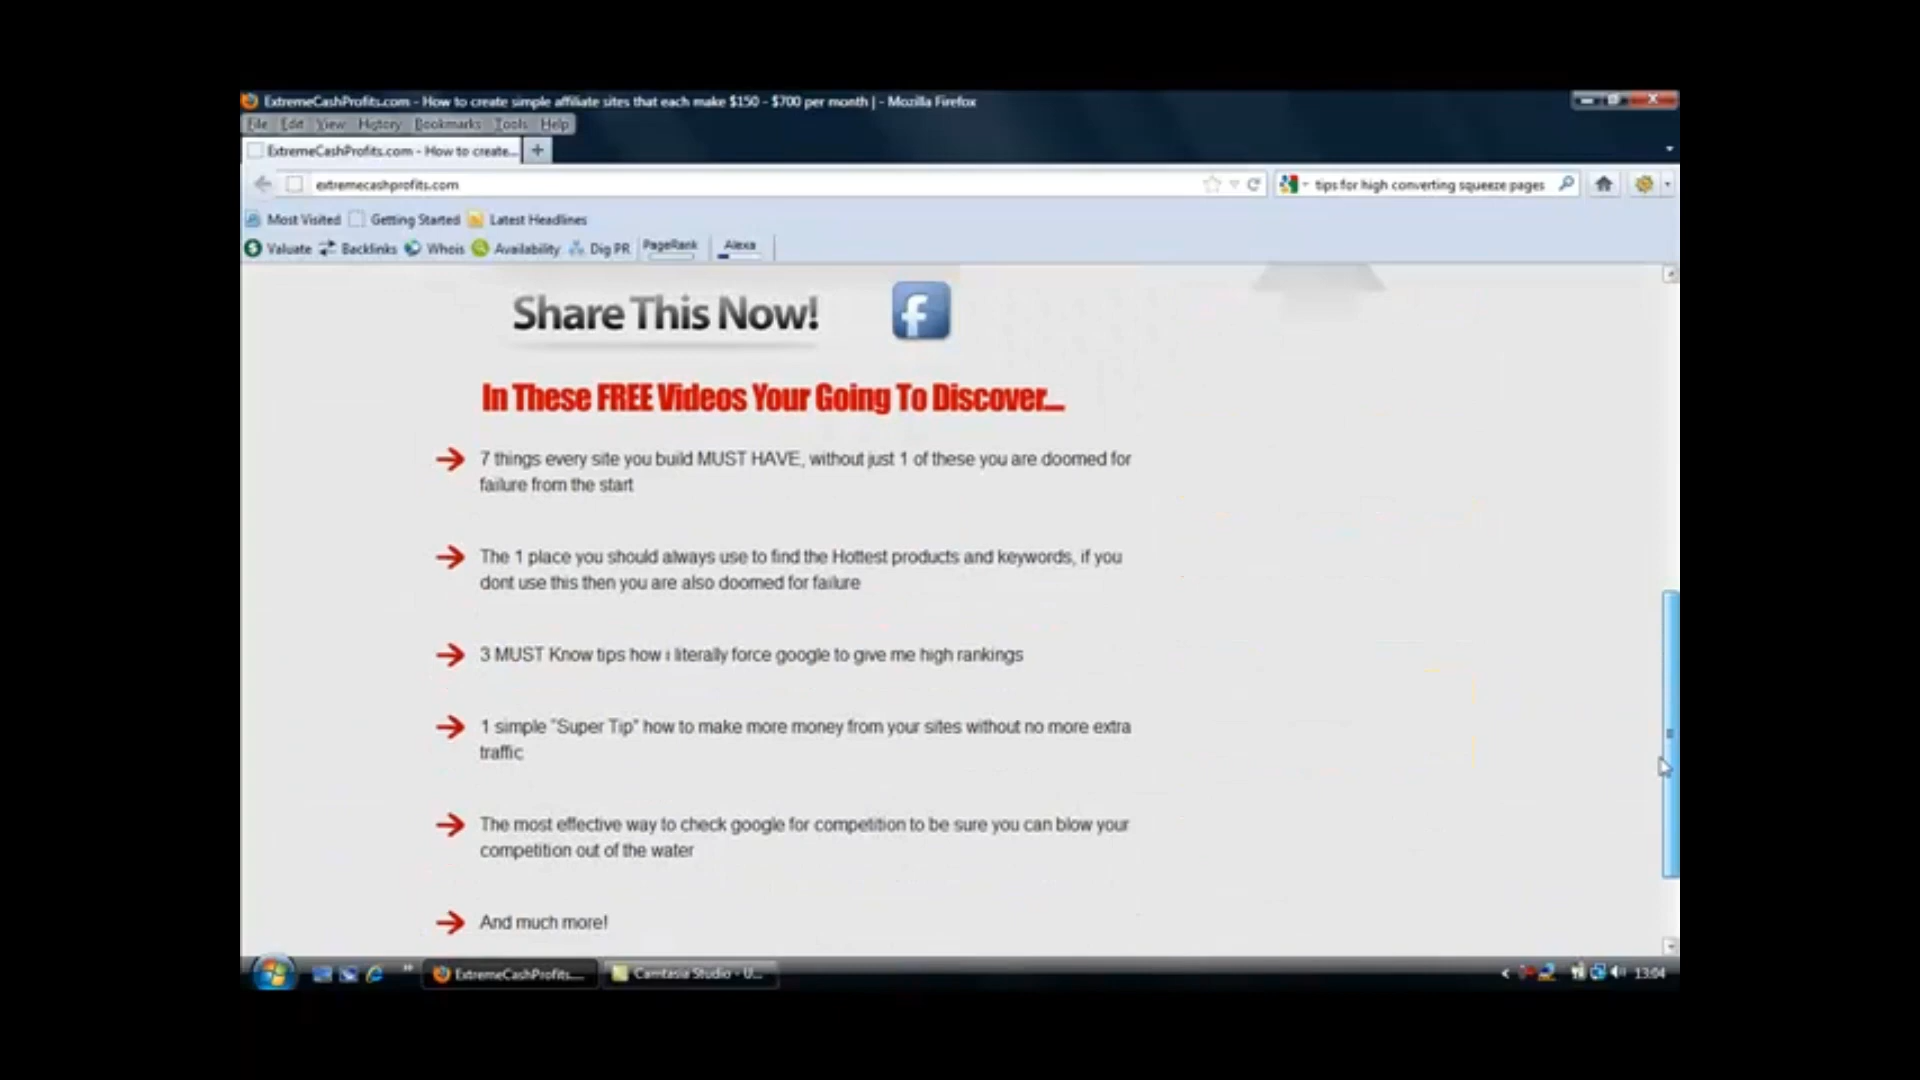 ExtremeCashProfits.com - How to create simple affiliate sites that each make $150 - $700 per month | - Mozilla Firefox
File Edit View History Bookmarks Tools Help
ExtremeCashProfits.com - How to create... +
extremecashprofits.com
tips for high converting squeeze pages
Most Visited Getting Started Latest Headlines
Valuate Backlinks Whois Availability Dig PR PageRank Alexa
Share This Now!
f
In These FREE Videos Your Going To Discover...
7 things every site you build MUST HAVE, without just 1 of these you are doomed for
failure from the start
The 1 place you should always use to find the Hottest products and keywords, if you
dont use this then you are also doomed for failure
3 MUST Know tips how i literally force google to give me high rankings
1 simple "Super Tip" how to make more money from your sites without no more extra
traffic
The most effective way to check google for competition to be sure you can blow your
competition out of the water
And much more!
ExtremeCashProfits.... Camtasia Studio - U... 13:04